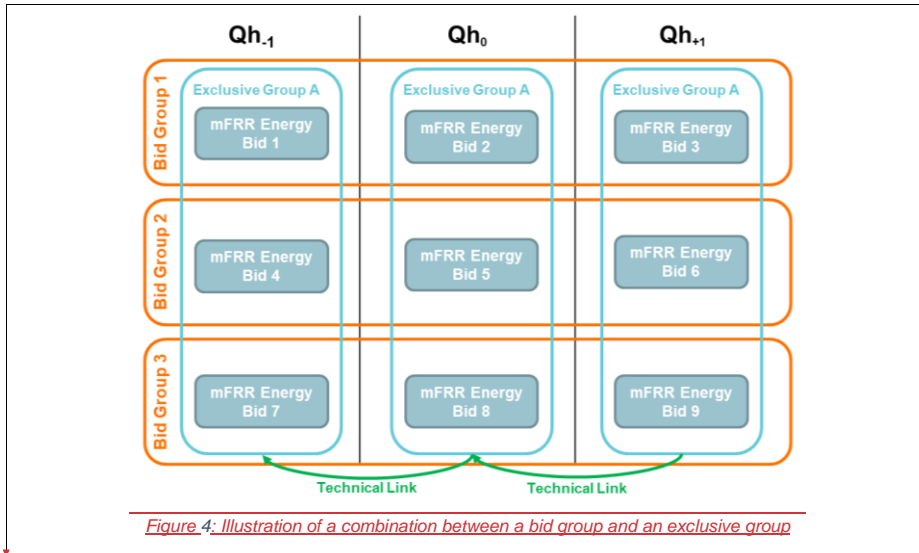 Qh-1 Qh0 Qh+1
Bid Group 1
Exclusive Group A Exclusive Group A Exclusive Group A
mFRR Energy mFRR Energy mFRR Energy
Bid 1 Bid 2 Bid 3
Bid Group 2
mFRR Energy mFRR Energy mFRR Energy
Bid 4 Bid 5 Bid 6
Bid Group 3
mFRR Energy mFRR Energy mFRR Energy
Bid 7 Bid 8 Bid 9
Technical Link Technical Link
Figure 4: Illustration of a combination between a bid group and an exclusive group